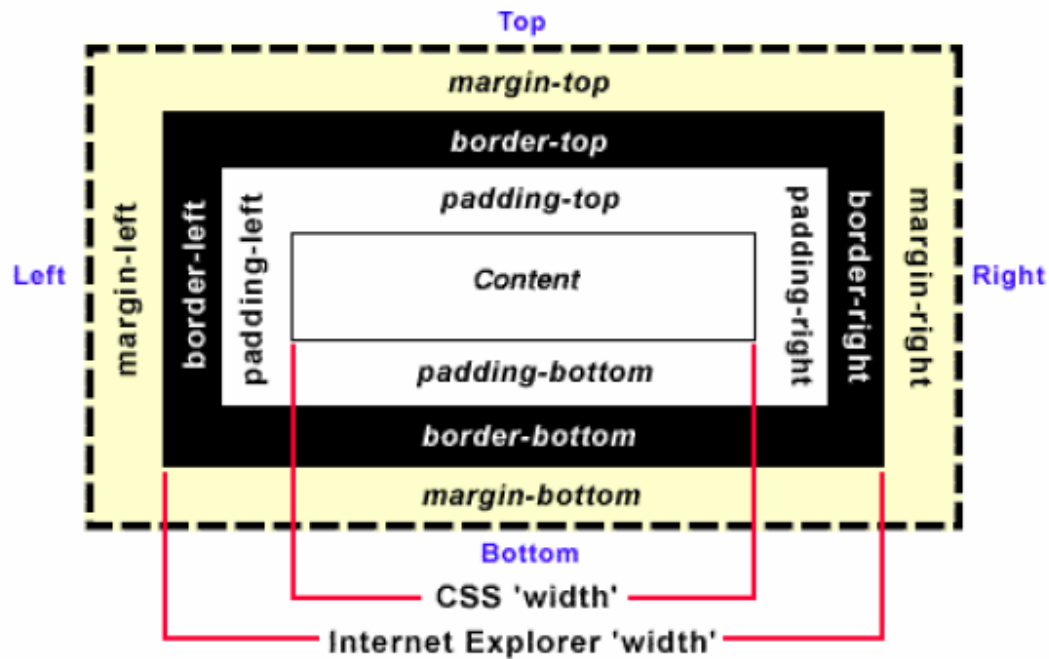 Top
margin-top
border-top
padding-top
Left
margin-left
border-left
padding-left
Content
padding-right
border-right
margin-right
Right
padding-bottom
border-bottom
margin-bottom
Bottom
CSS 'width'
Internet Explorer 'width'